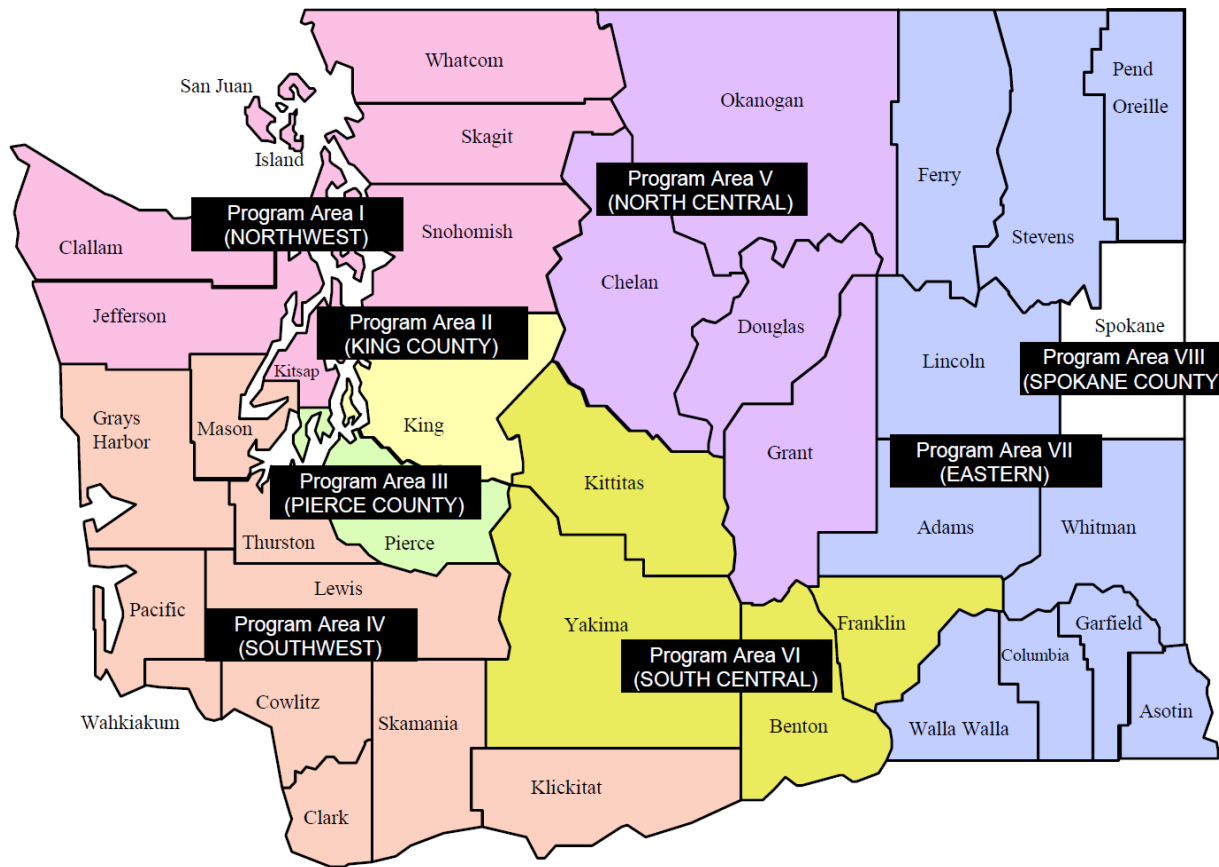 Whatcom
San Juan
Okanogan
Pend
Oreille
Skagit
Island
Ferry
Program Area V
(NORTH CENTRAL)
Program Area I
(NORTHWEST)
Snohomish
Stevens
Clallam
Chelan
Jefferson
Program Area II
(KING COUNTY)
Douglas
Spokane
Lincoln
Program Area VIII
(SPOKANE COUNTY
Kitsap
Grays
Harbor
Mason
King
Grant
Program Area VII
(EASTERN)
Kittitas
Program Area III
(PIERCE COUNTY)
Adams
Whitman
Thurston
Pierce
Lewis
Pacific
Program Area IV
(SOUTHWEST)
Yakima
Franklin
Garfield
Program Area VI
(SOUTH CENTRAL)
Columbia
Cowlitz
Wahkiakum
Skamania
Benton
Walla Walla
Asotin
Klickitat
Clark